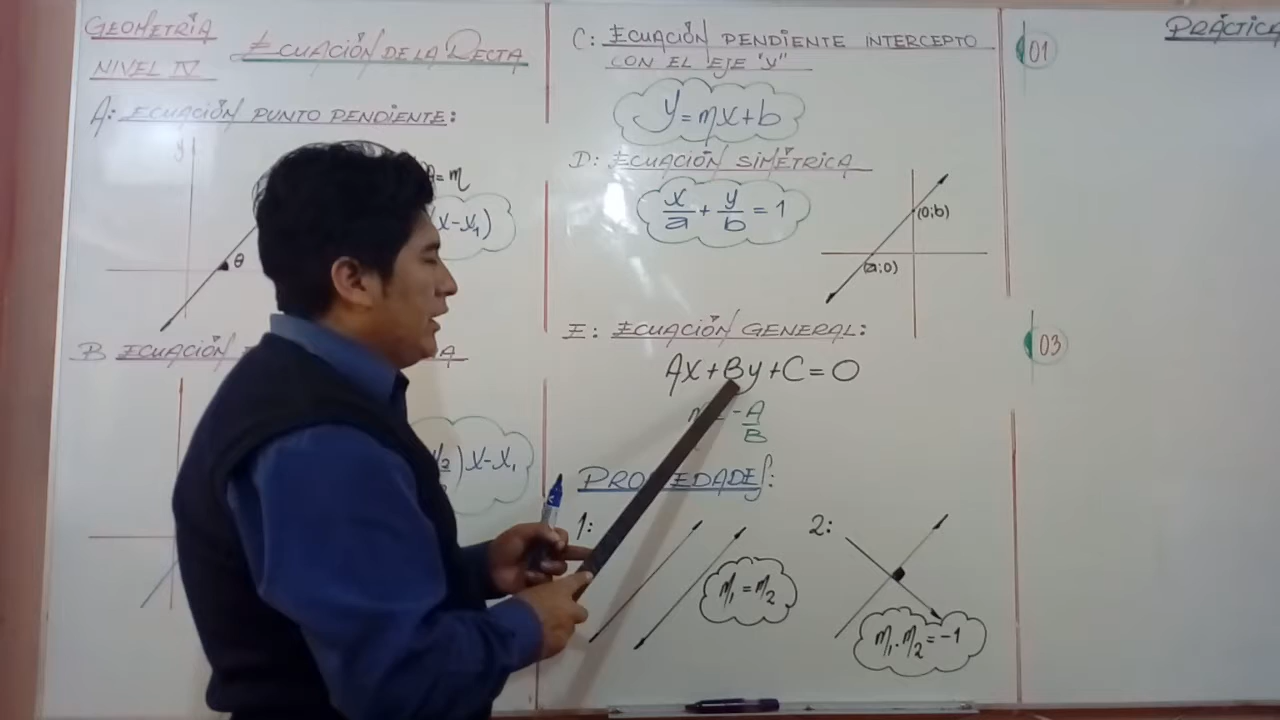 GEOMETRÍA
NIVEL IV
ECUACIÓN DE LA RECTA
A: ECUACIÓN PUNTO PENDIENTE:
y
θ
=m
(x-x₁)
B ECUACIÓN
A
)x-x₁
C: ECUACIÓN PENDIENTE INTERCEPTO
CON EL EJE "Y"
y=mx+b
D: ECUACIÓN SIMÉTRICA
x/a + y/b = 1
(0;b)
(a;0)
E: ECUACIÓN GENERAL:
Ax+By+C=0
-A/B
PROPIEDADES:
1:
m₁=m₂
2:
m₁.m₂=-1
PRÁCTICA
01
03